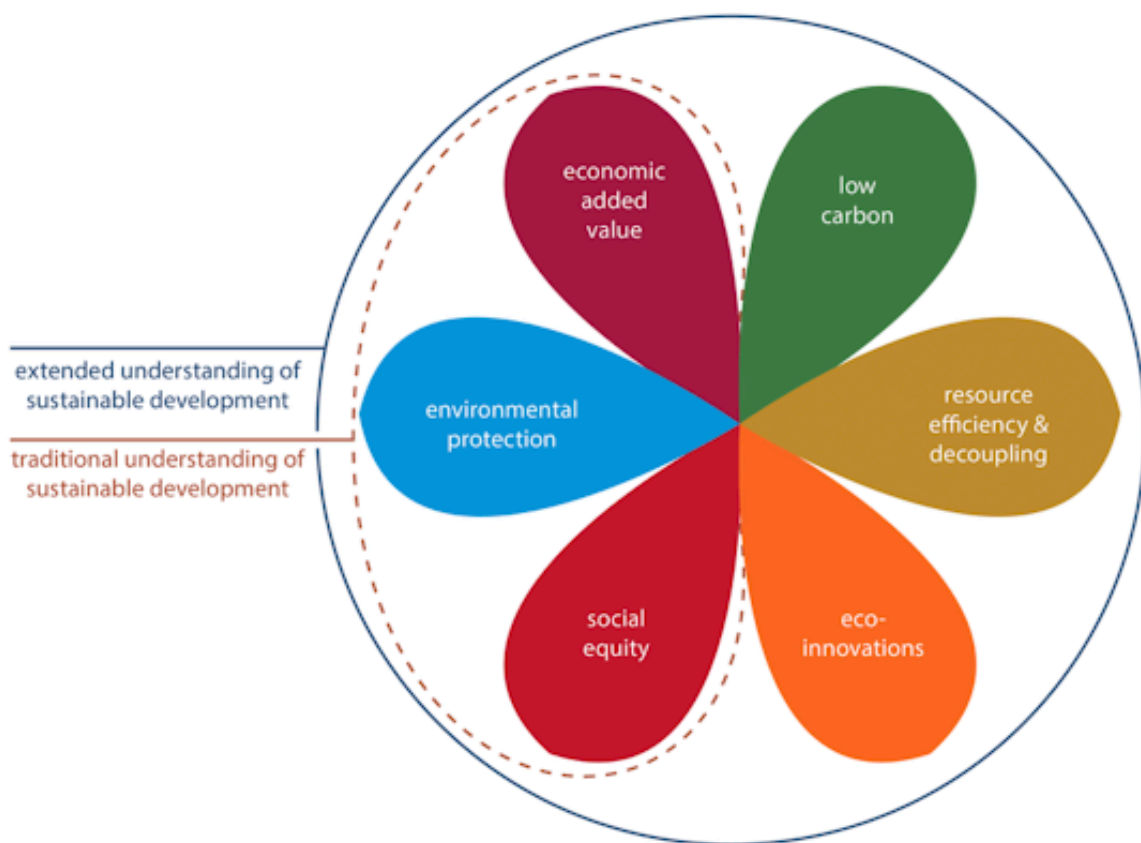 economic
added
value
low
carbon
extended understanding of
sustainable development
traditional understanding of
sustainable development
environmental
protection
resource
efficiency &
decoupling
social
equity
eco-
innovations